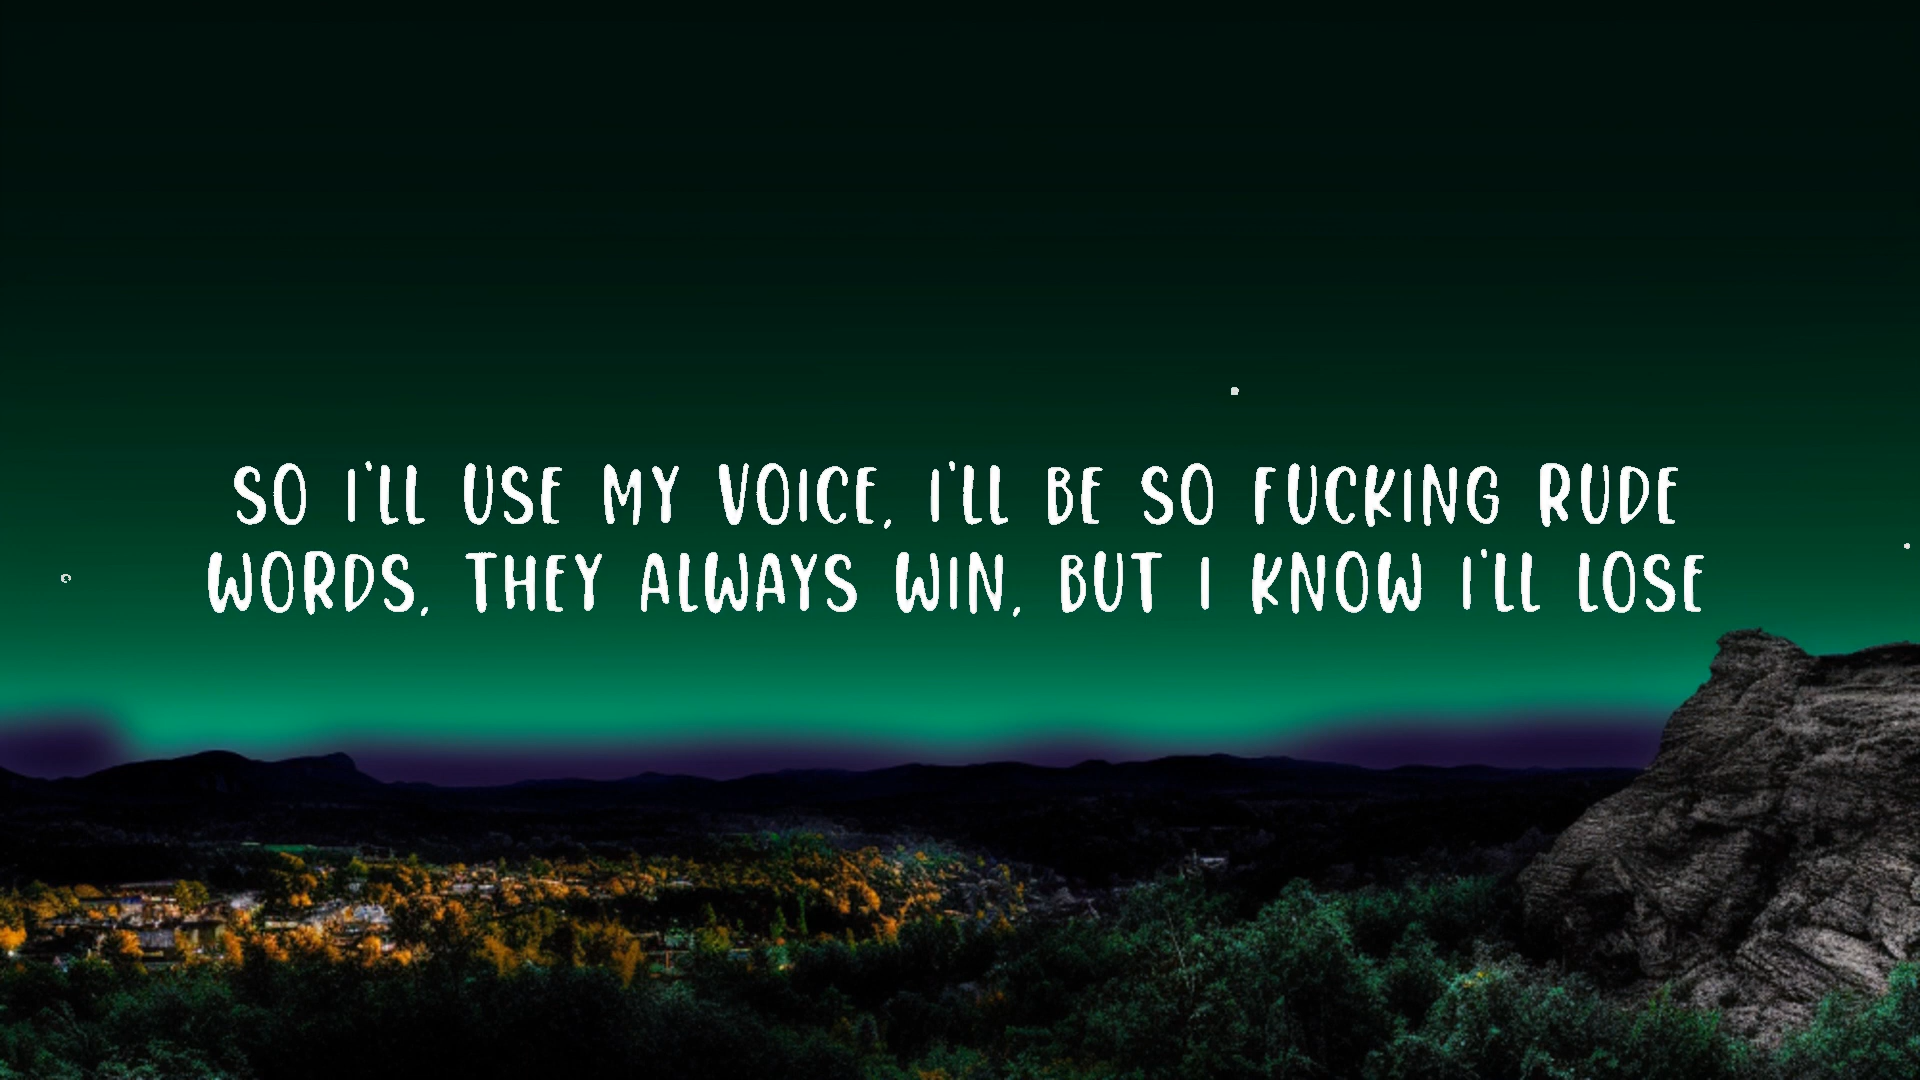 SO I'LL USE MY VOICE, I'LL BE SO FUCKING RUDE
WORDS, THEY ALWAYS WIN, BUT I KNOW I'LL LOSE